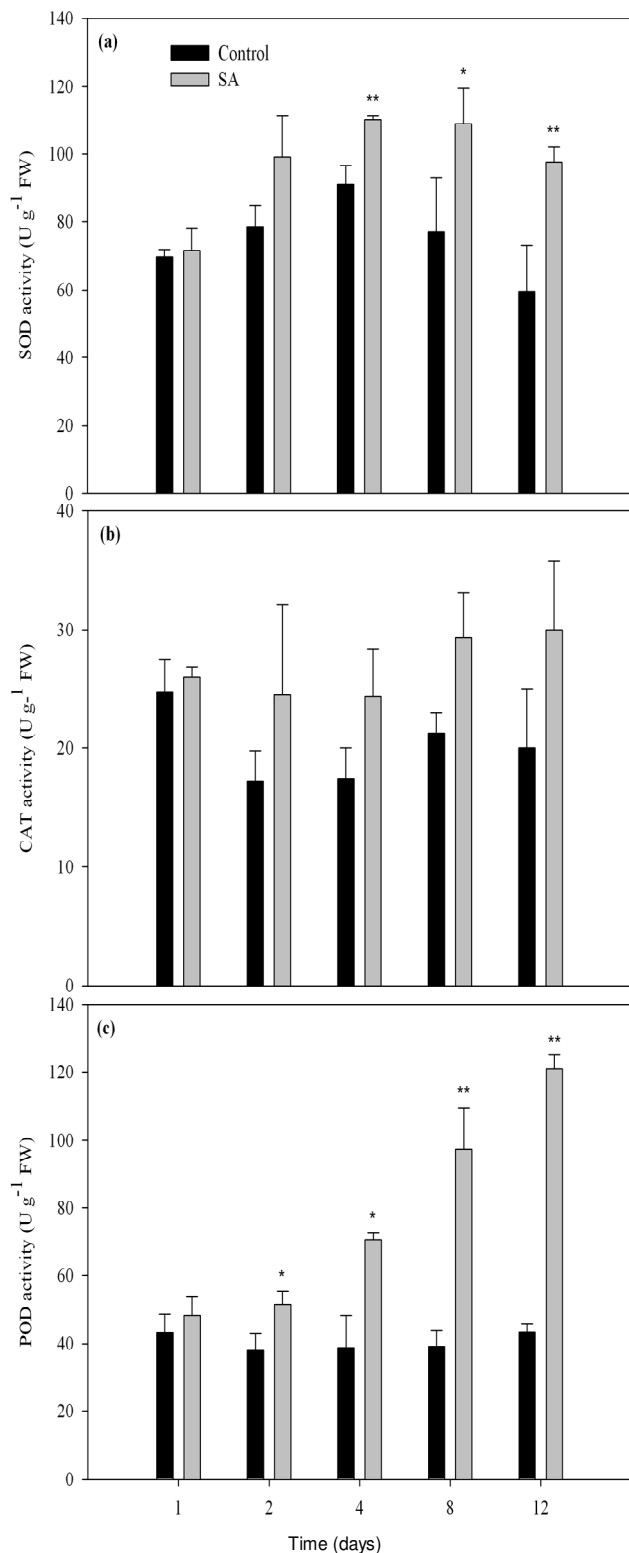 (a)
Control
SA
SOD activity (U g-1 FW)
140
120
100
80
60
40
20
0
**
*
**
(b)
CAT activity (U g-1 FW)
40
30
20
10
0
(c)
POD activity (U g-1 FW)
140
120
100
80
60
40
20
0
*
*
**
**
1 2 4 8 12
Time (days)